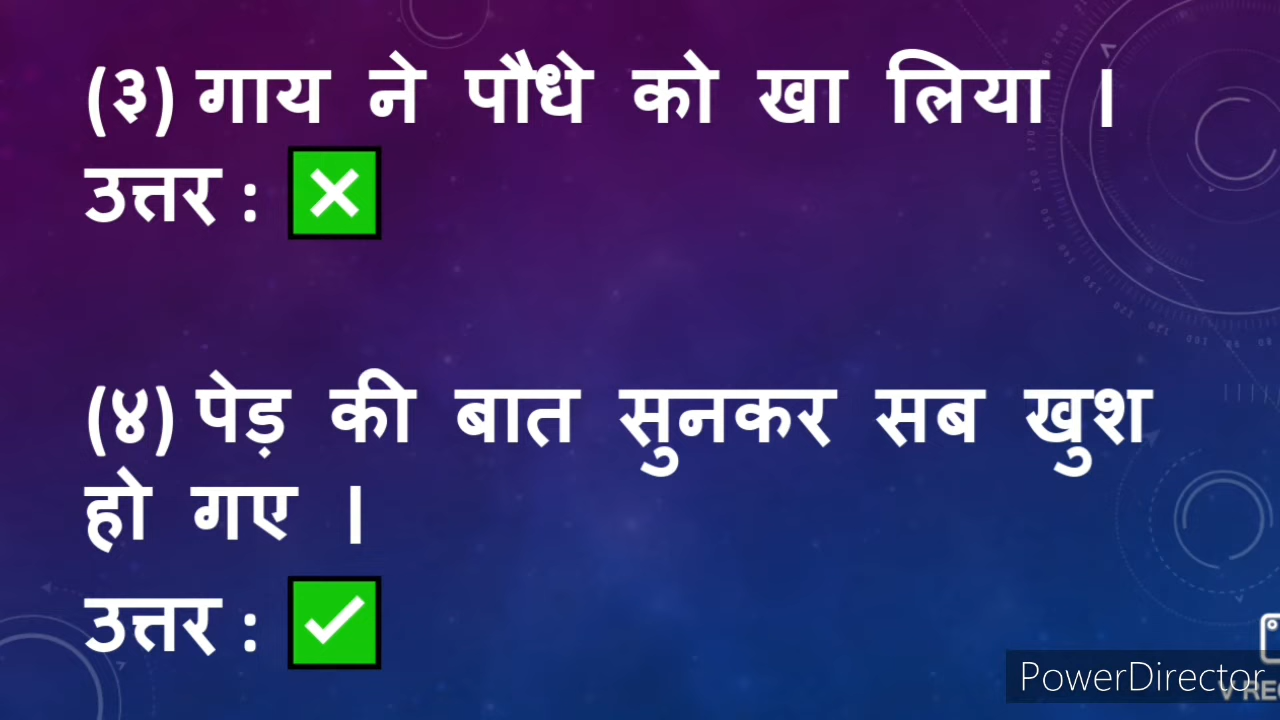 (३) गाय ने पौधे को खा लिया ।
उत्तर : ❎
(४) पेड़ की बात सुनकर सब खुश
हो गए ।
उत्तर : ✅
PowerDirector